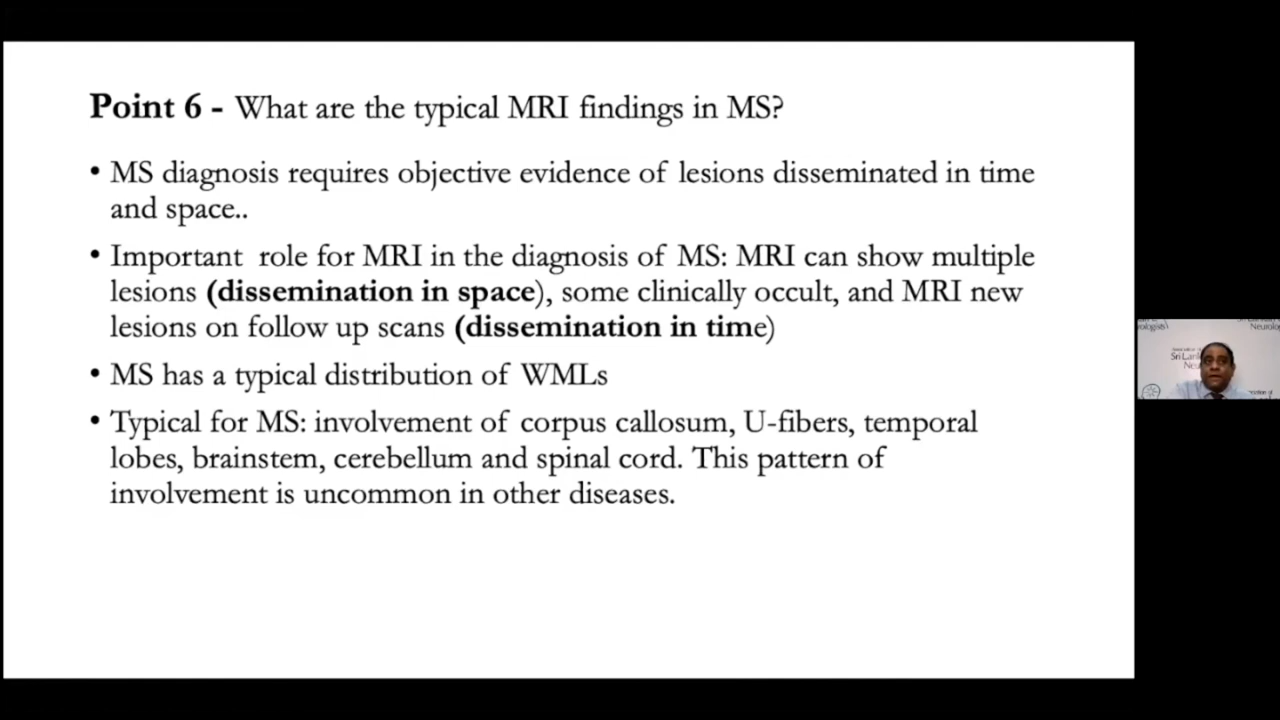 Point 6 - What are the typical MRI findings in MS?
• MS diagnosis requires objective evidence of lesions disseminated in time
and space..
• Important role for MRI in the diagnosis of MS: MRI can show multiple
lesions (dissemination in space), some clinically occult, and MRI new
lesions on follow up scans (dissemination in time)
• MS has a typical distribution of WMLs
• Typical for MS: involvement of corpus callosum, U-fibers, temporal
lobes, brainstem, cerebellum and spinal cord. This pattern of
involvement is uncommon in other diseases.
Neurolo
Sri Lan
Neu